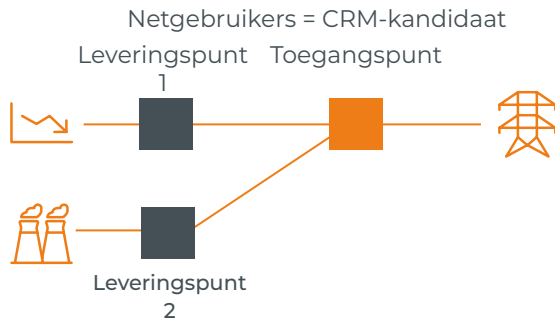 Netgebruikers = CRM-kandidaat
Leveringspunt
1
Toegangspunt
Leveringspunt
2